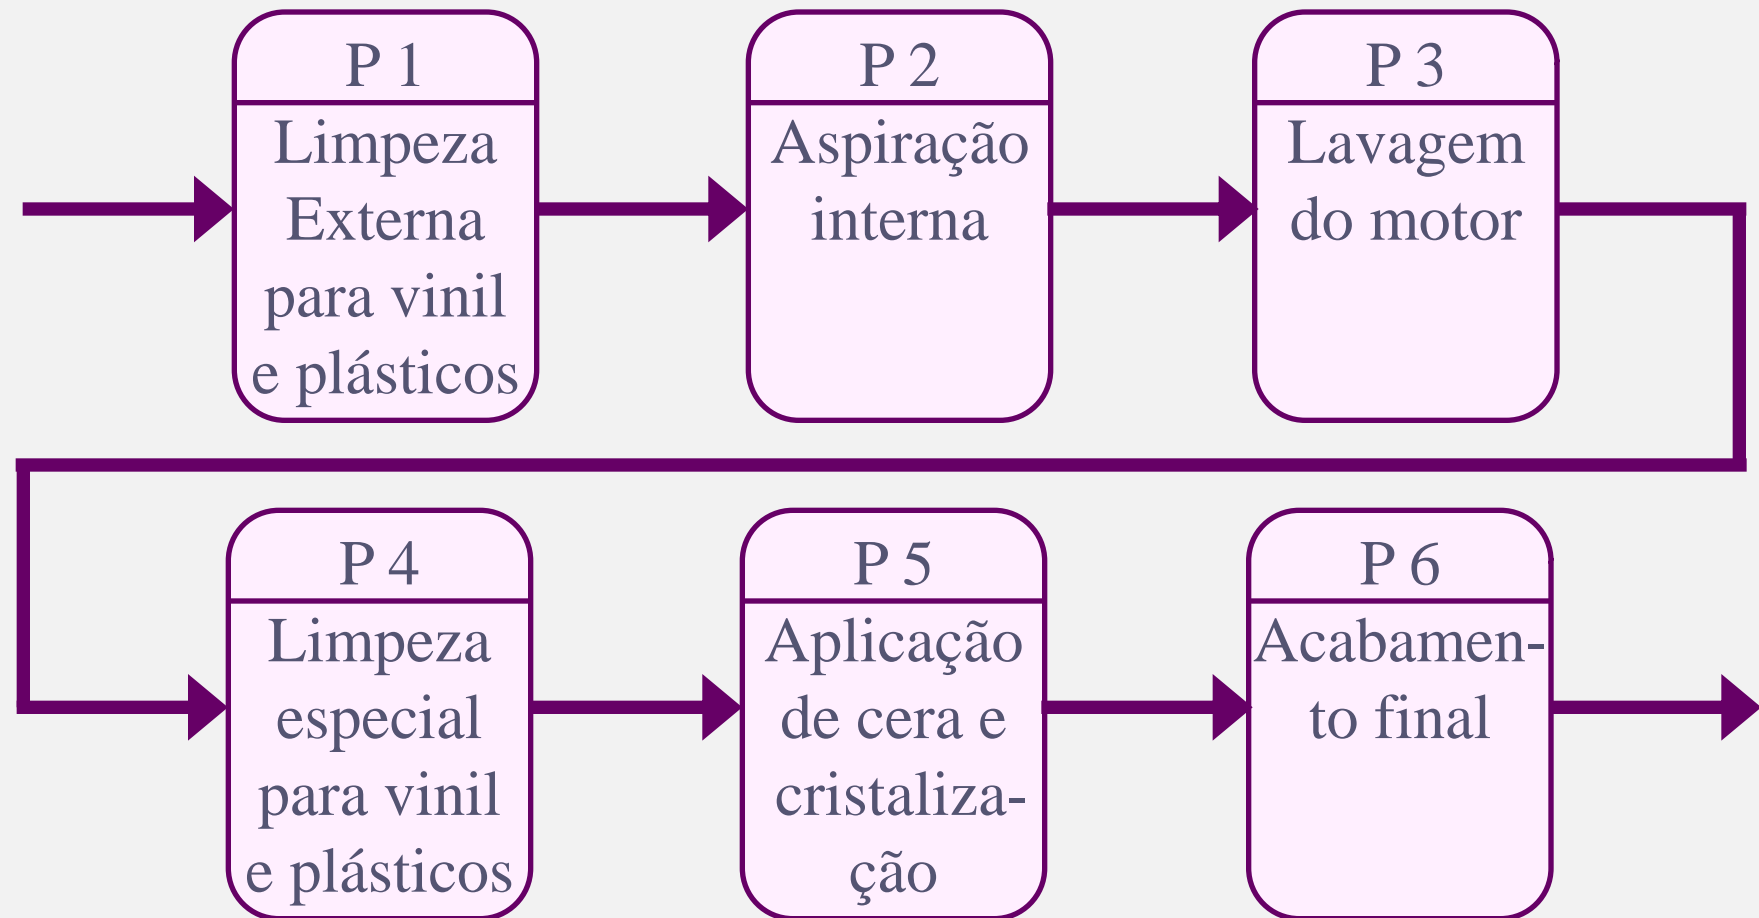 P 1
Limpeza
Externa
para vinil
e plásticos
P 2
Aspiração
interna
P 3
Lavagem
do motor
P 4
Limpeza
especial
para vinil
e plásticos
P 5
Aplicação
de cera e
cristaliza-
ção
P 6
Acabamen-
to final